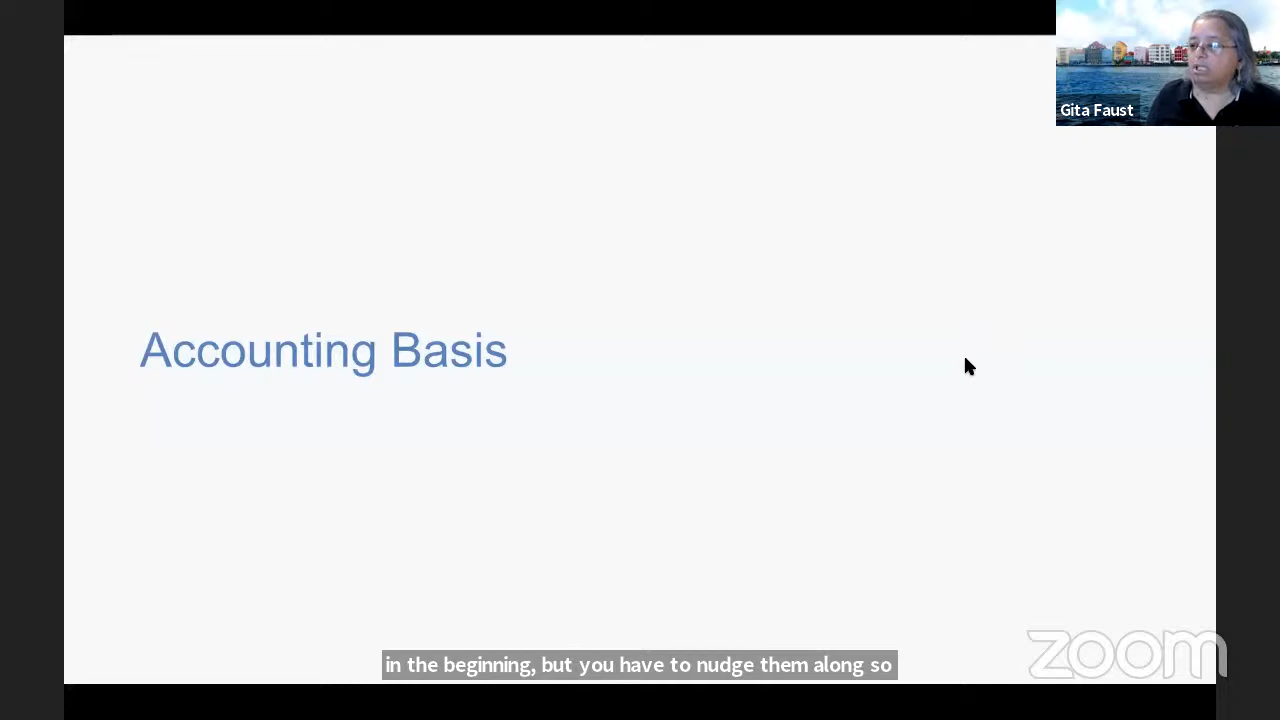 Gita Faust
Accounting Basis
in the beginning, but you have to nudge them along so
zoom